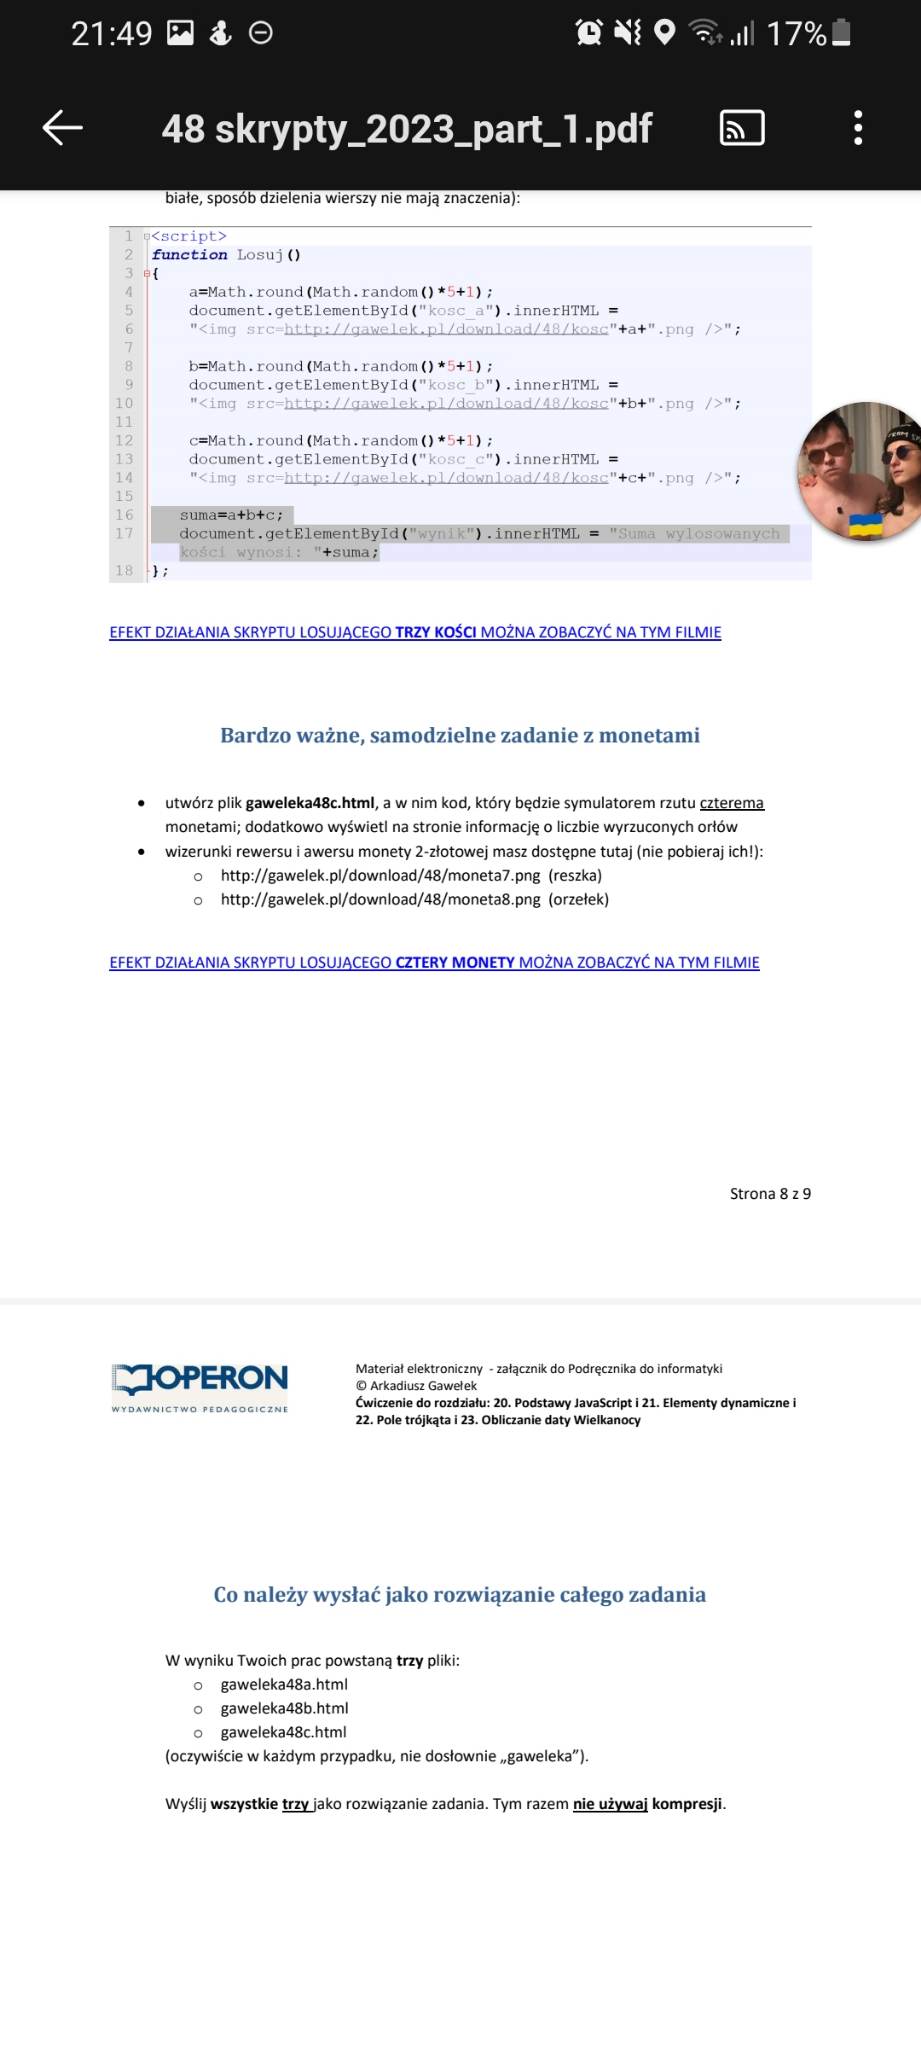 21:49
17%
48 skrypty_2023_part_1.pdf
białe, sposób dzielenia wierszy nie mają znaczenia):
1 <script>
2 function Losuj()
3 {
4 a=Math.round(Math.random()*5+1);
5 document.getElementById("kosc_a").innerHTML =
6 "<img src=http://gawelek.pl/download/48/kosc"+a+".png />";
7
8 b=Math.round(Math.random()*5+1);
9 document.getElementById("kosc_b").innerHTML =
10 "<img src=http://gawelek.pl/download/48/kosc"+b+".png />";
11
12 c=Math.round(Math.random()*5+1);
13 document.getElementById("kosc_c").innerHTML =
14 "<img src=http://gawelek.pl/download/48/kosc"+c+".png />";
15
16 suma=a+b+c;
17 document.getElementById("wynik").innerHTML = "Suma wylosowanych
kości wynosi: "+suma;
18 };
EFEKT DZIAŁANIA SKRYPTU LOSUJĄCEGO TRZY KOŚCI MOŻNA ZOBACZYĆ NA TYM FILMIE
Bardzo ważne, samodzielne zadanie z monetami
• utwórz plik gaweleka48c.html, a w nim kod, który będzie symulatorem rzutu czterema
monetami; dodatkowo wyświetl na stronie informację o liczbie wyrzuconych orłów
• wizerunki rewersu i awersu monety 2-złotowej masz dostępne tutaj (nie pobieraj ich!):
o http://gawelek.pl/download/48/moneta7.png (reszka)
o http://gawelek.pl/download/48/moneta8.png (orzełek)
EFEKT DZIAŁANIA SKRYPTU LOSUJĄCEGO CZTERY MONETY MOŻNA ZOBACZYĆ NA TYM FILMIE
Strona 8 z 9
OPERON
WYDAWNICTWO PEDAGOGICZNE
Materiał elektroniczny - załącznik do Podręcznika do informatyki
© Arkadiusz Gawełek
Ćwiczenie do rozdziału: 20. Podstawy JavaScript i 21. Elementy dynamiczne i
22. Pole trójkąta i 23. Obliczanie daty Wielkanocy
Co należy wysłać jako rozwiązanie całego zadania
W wyniku Twoich prac powstaną trzy pliki:
o gaweleka48a.html
o gaweleka48b.html
o gaweleka48c.html
(oczywiście w każdym przypadku, nie dosłownie „gaweleka”).
Wyślij wszystkie trzy jako rozwiązanie zadania. Tym razem nie używaj kompresji.